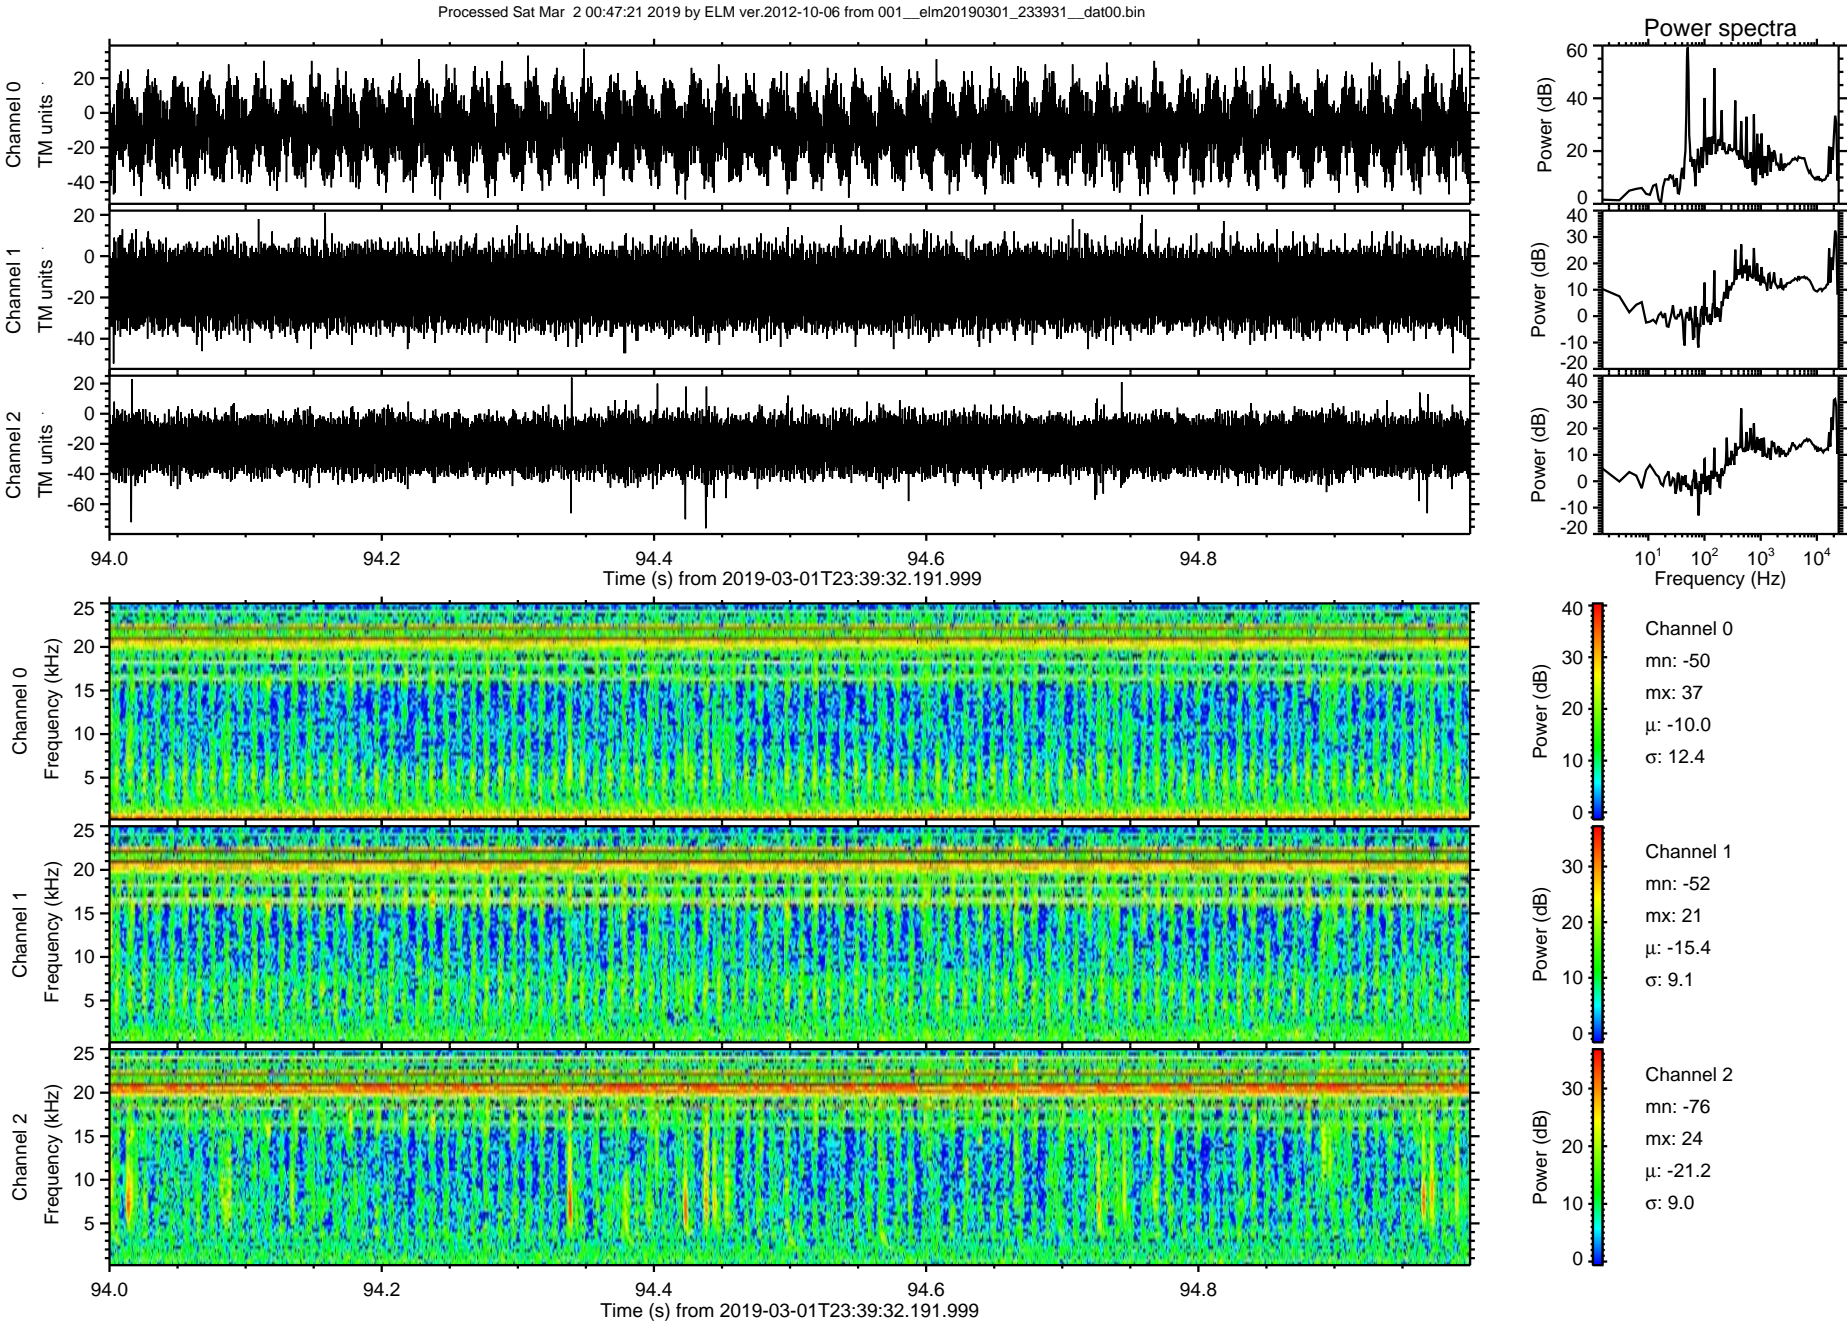 Processed Sat Mar  2 00:47:21 2019 by ELM ver.2012-10-06 from 001__elm20190301_233931__dat00.bin
Power spectra
Channel 0
TM units
20
0
-20
-40
Power (dB)
60
40
20
0
Channel 1
TM units
20
0
-20
-40
Power (dB)
40
30
20
10
0
-10
-20
Channel 2
TM units
20
0
-20
-40
-60
Power (dB)
40
30
20
10
0
-10
-20
94.0 94.2 94.4 94.6 94.8
Time (s) from 2019-03-01T23:39:32.191.999
10¹ 10² 10³ 10⁴
Frequency (Hz)
Channel 0
Frequency (kHz)
25
20
15
10
5
Power (dB)
40
30
20
10
0
Channel 0
mn: -50
mx: 37
μ: -10.0
σ: 12.4
Channel 1
Frequency (kHz)
25
20
15
10
5
Power (dB)
30
20
10
0
Channel 1
mn: -52
mx: 21
μ: -15.4
σ: 9.1
Channel 2
Frequency (kHz)
25
20
15
10
5
Power (dB)
30
20
10
0
Channel 2
mn: -76
mx: 24
μ: -21.2
σ: 9.0
94.0 94.2 94.4 94.6 94.8
Time (s) from 2019-03-01T23:39:32.191.999